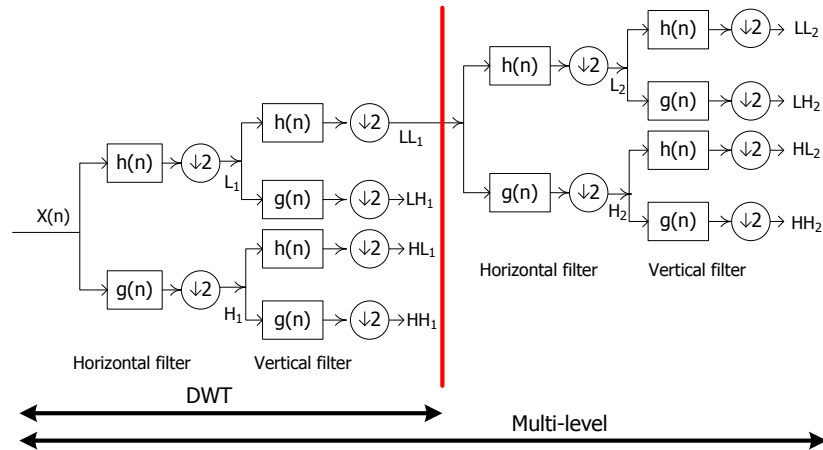 X(n)
h(n)
↓2
L1
h(n)
↓2
LL1
g(n)
↓2
LH1
g(n)
↓2
H1
h(n)
↓2
HL1
g(n)
↓2
HH1
Horizontal filter
Vertical filter
DWT
h(n)
↓2
L2
h(n)
↓2
LL2
g(n)
↓2
LH2
g(n)
↓2
H2
h(n)
↓2
HL2
g(n)
↓2
HH2
Horizontal filter
Vertical filter
Multi-level